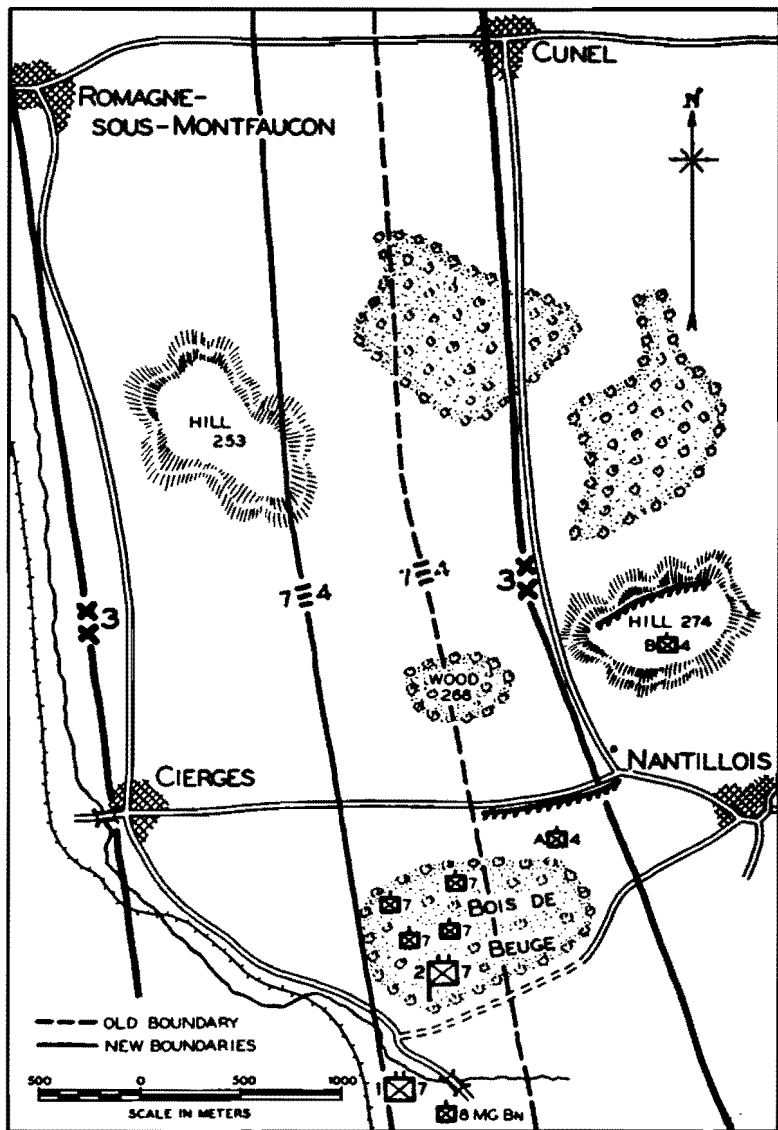 CUNEL
ROMAGNE-
SOUS-MONTFAUCON
N
HILL
253
7 4
7 4
3
3
HILL 274
B 4
WOOD
268
NANTILLOIS
CIERGES
A 4
7
7
BOIS DE
7
7
BEUGE
2 7
OLD BOUNDARY
NEW BOUNDARIES
500 0 500 1000
SCALE IN METERS
1 7
8 MG BN